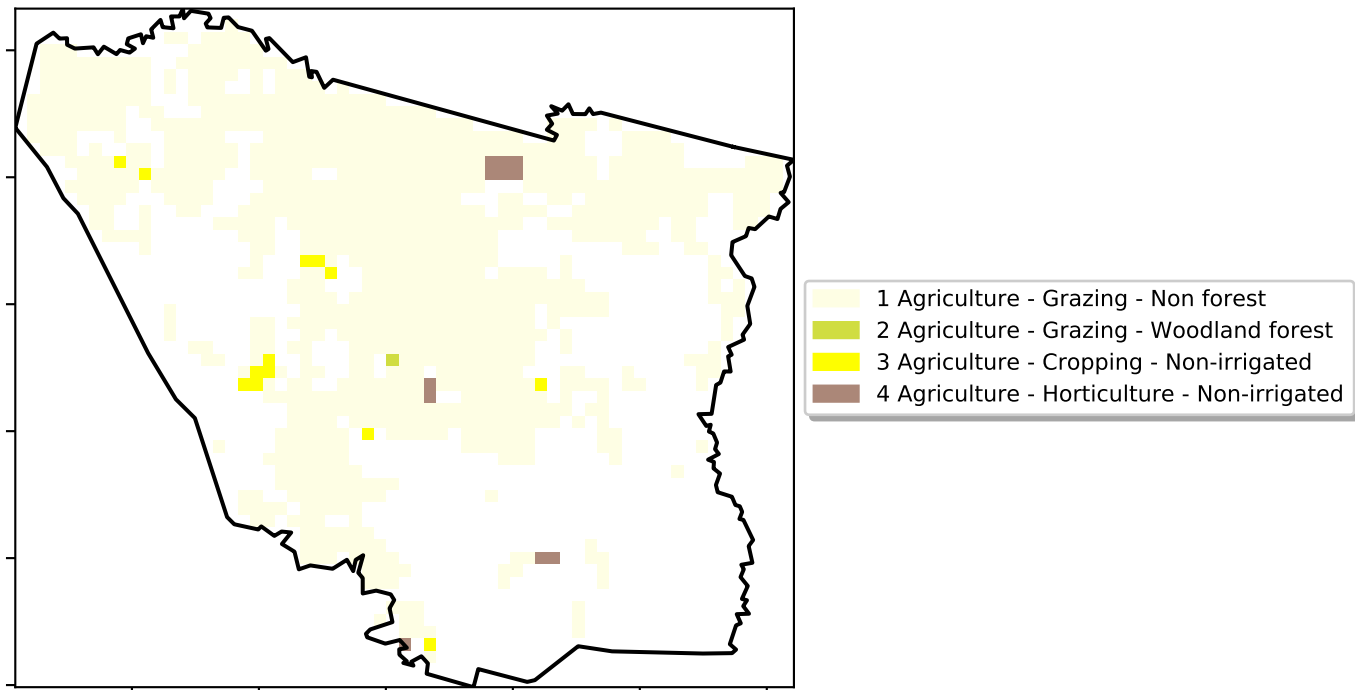 1 Agriculture - Grazing - Non forest
2 Agriculture - Grazing - Woodland forest
3 Agriculture - Cropping - Non-irrigated
4 Agriculture - Horticulture - Non-irrigated